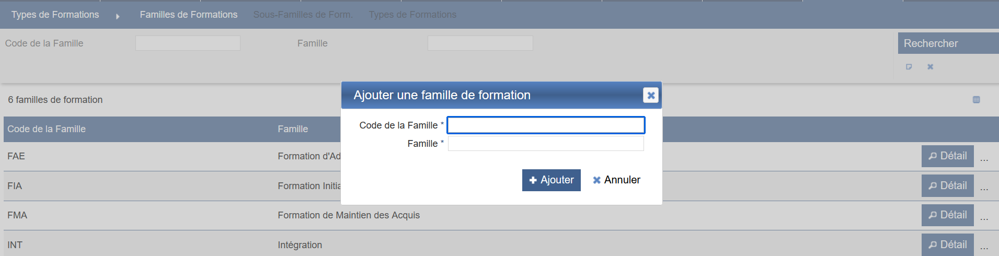 Types de Formations Familles de Formations Sous-Familles de Form. Types de Formations
Code de la Famille Famille Rechercher
6 familles de formation
Ajouter une famille de formation
Code de la Famille *
Famille *
Ajouter Annuler
Code de la Famille Famille
FAE Formation d'Ad Détail ...
FIA Formation Initia Détail ...
FMA Formation de Maintien des Acquis Détail ...
INT Intégration Détail ...